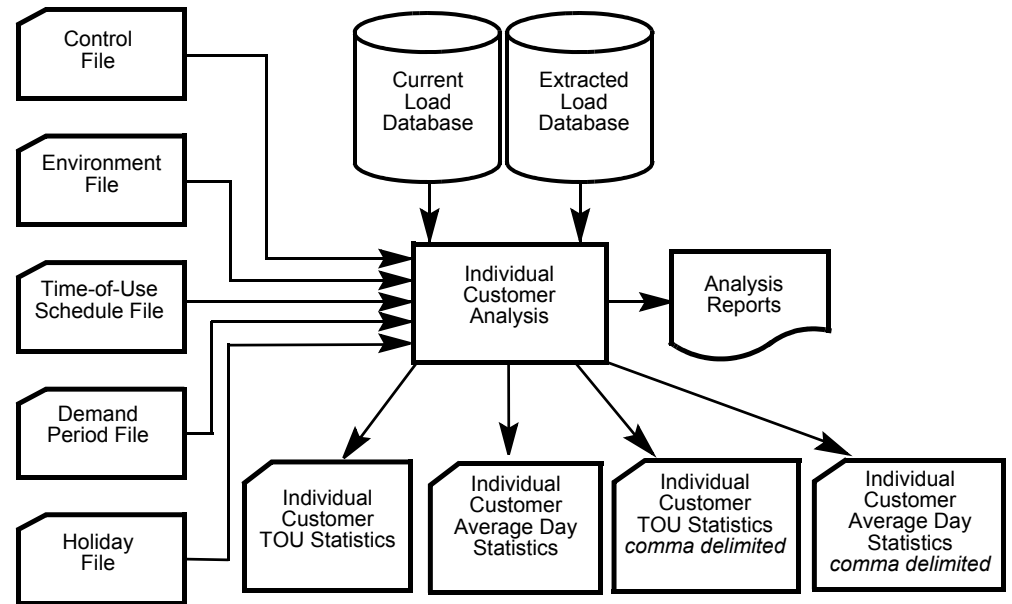 Control
File
Environment
File
Time-of-Use
Schedule File
Demand
Period File
Holiday
File
Current
Load
Database
Extracted
Load
Database
Individual
Customer
Analysis
Analysis
Reports
Individual
Customer
TOU Statistics
Individual
Customer
Average Day
Statistics
Individual
Customer
TOU Statistics
comma delimited
Individual
Customer
Average Day
Statistics
comma delimited